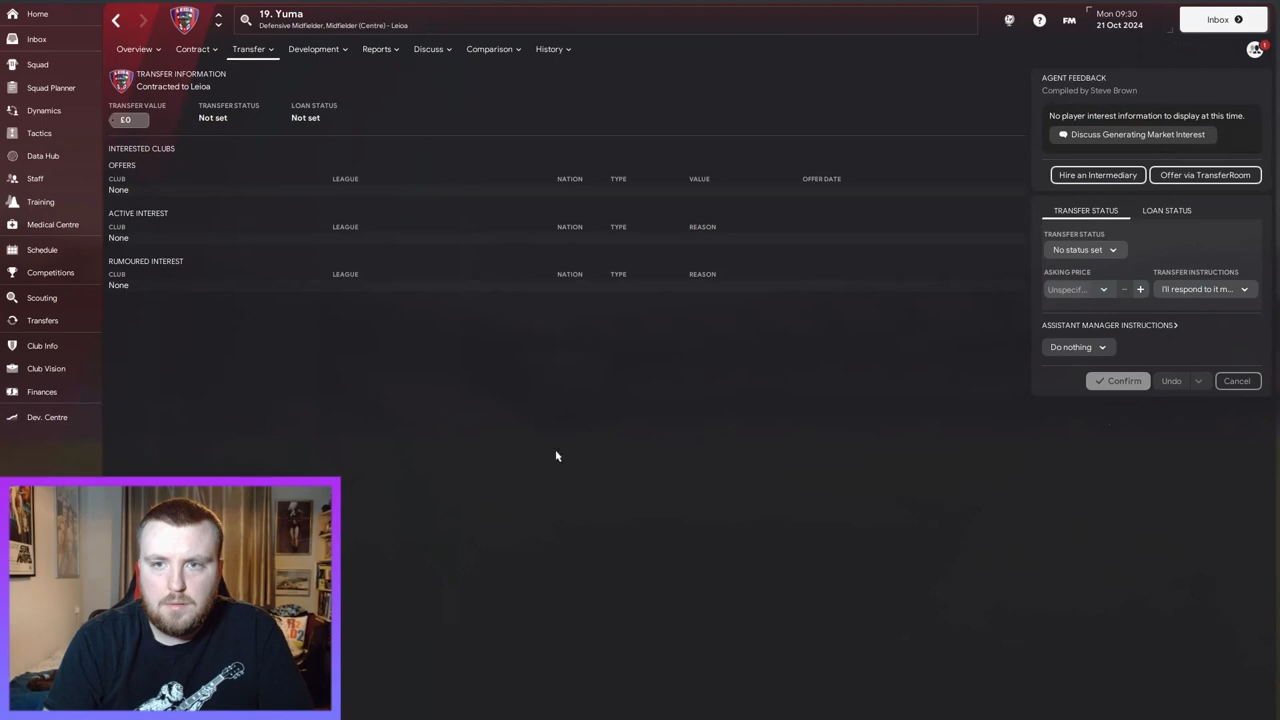 Home
Inbox
Squad
Squad Planner
Dynamics
Tactics
Data Hub
Staff
Training
Medical Centre
Schedule
Competitions
Scouting
Transfers
Club Info
Club Vision
Finances
Dev. Centre
LEIOA
19. Yuma
Defensive Midfielder, Midfielder (Centre) - Leioa
FM
Mon 09:30
21 Oct 2024
Inbox
Overview
Contract
Transfer
Development
Reports
Discuss
Comparison
History
1
TRANSFER INFORMATION
Contracted to Leioa
TRANSFER VALUE
£0
TRANSFER STATUS
Not set
LOAN STATUS
Not set
INTERESTED CLUBS
OFFERS
CLUB LEAGUE NATION TYPE VALUE OFFER DATE
None
ACTIVE INTEREST
CLUB LEAGUE NATION TYPE REASON
None
RUMOURED INTEREST
CLUB LEAGUE NATION TYPE REASON
None
AGENT FEEDBACK
Compiled by Steve Brown
No player interest information to display at this time.
Discuss Generating Market Interest
Hire an Intermediary
Offer via TransferRoom
TRANSFER STATUS LOAN STATUS
TRANSFER STATUS
No status set
ASKING PRICE TRANSFER INSTRUCTIONS
Unspecif... − + I'll respond to it m...
ASSISTANT MANAGER INSTRUCTIONS>
Do nothing
Confirm Undo Cancel